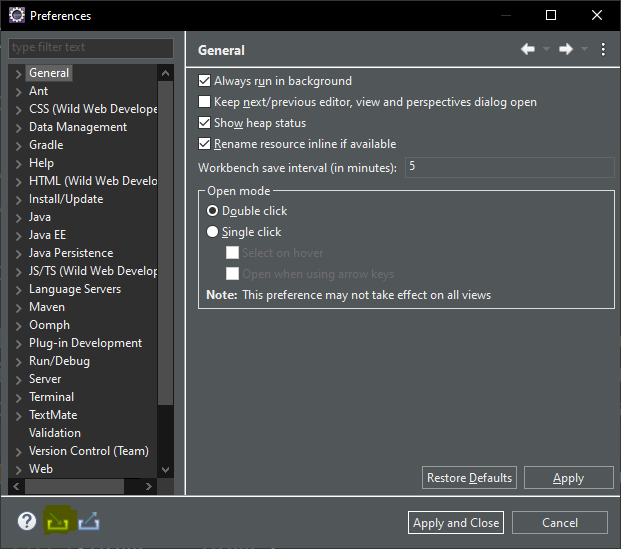 Preferences
type filter text
General
Ant
CSS (Wild Web Develope
Data Management
Gradle
Help
HTML (Wild Web Develo
Install/Update
Java
Java EE
Java Persistence
JS/TS (Wild Web Develop
Language Servers
Maven
Oomph
Plug-in Development
Run/Debug
Server
Terminal
TextMate
Validation
Version Control (Team)
Web
General
Always run in background
Keep next/previous editor, view and perspectives dialog open
Show heap status
Rename resource inline if available
Workbench save interval (in minutes): 5
Open mode
Double click
Single click
Select on hover
Open when using arrow keys
Note: This preference may not take effect on all views
Restore Defaults Apply
? Apply and Close Cancel